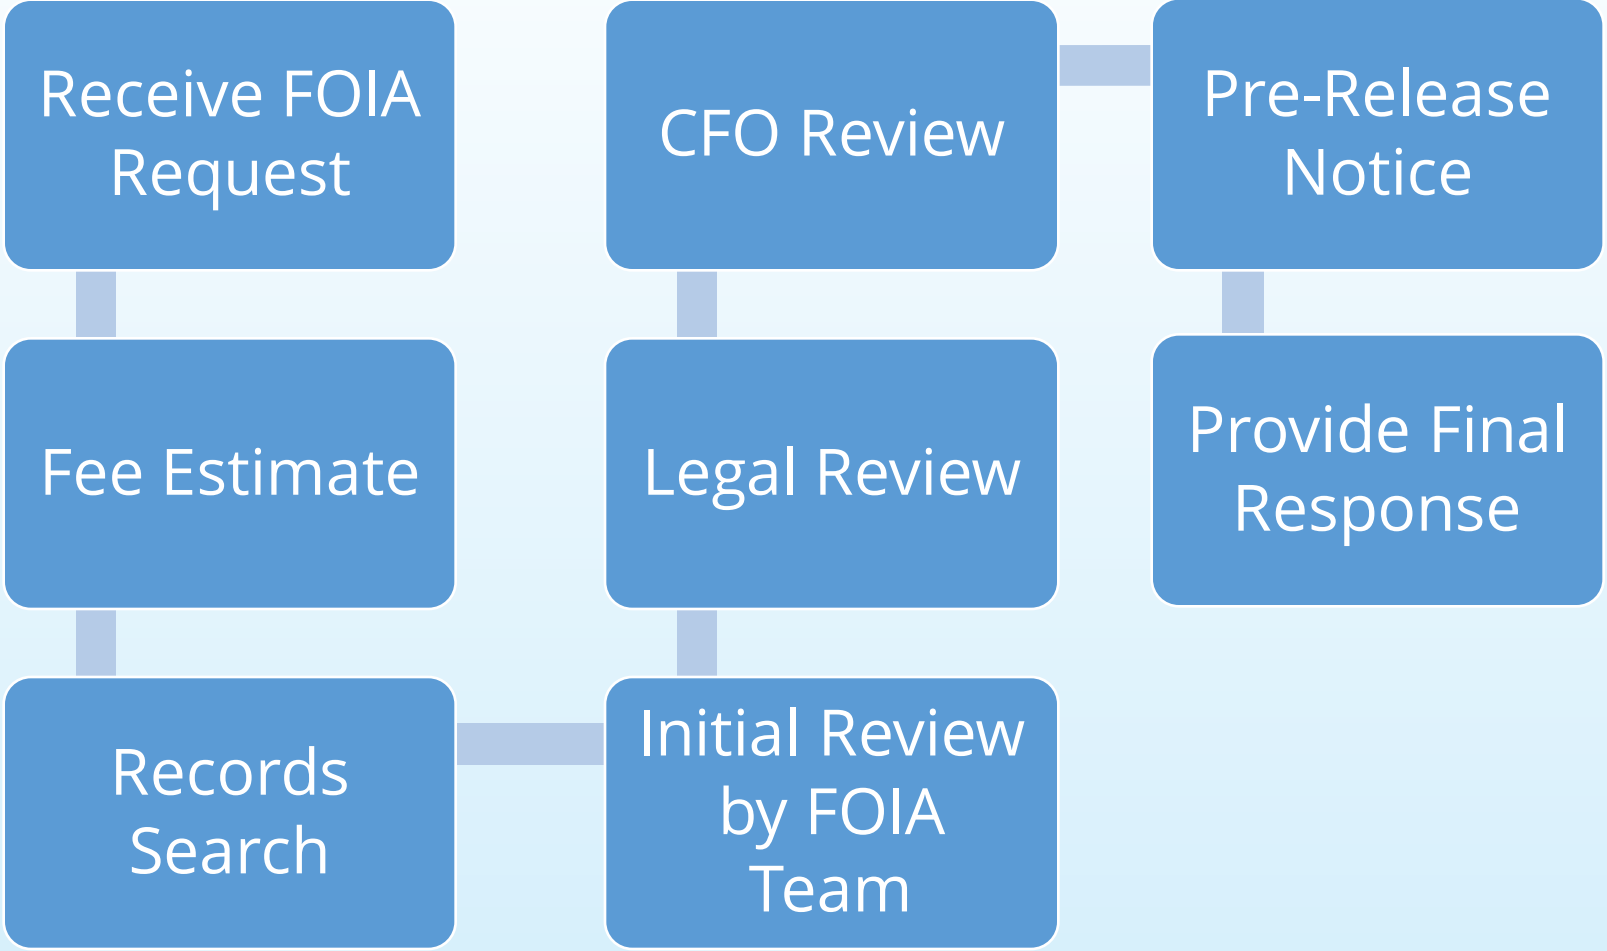 Receive FOIA
Request
Fee Estimate
Records
Search
Initial Review
by FOIA
Team
Legal Review
CFO Review
Pre-Release
Notice
Provide Final
Response